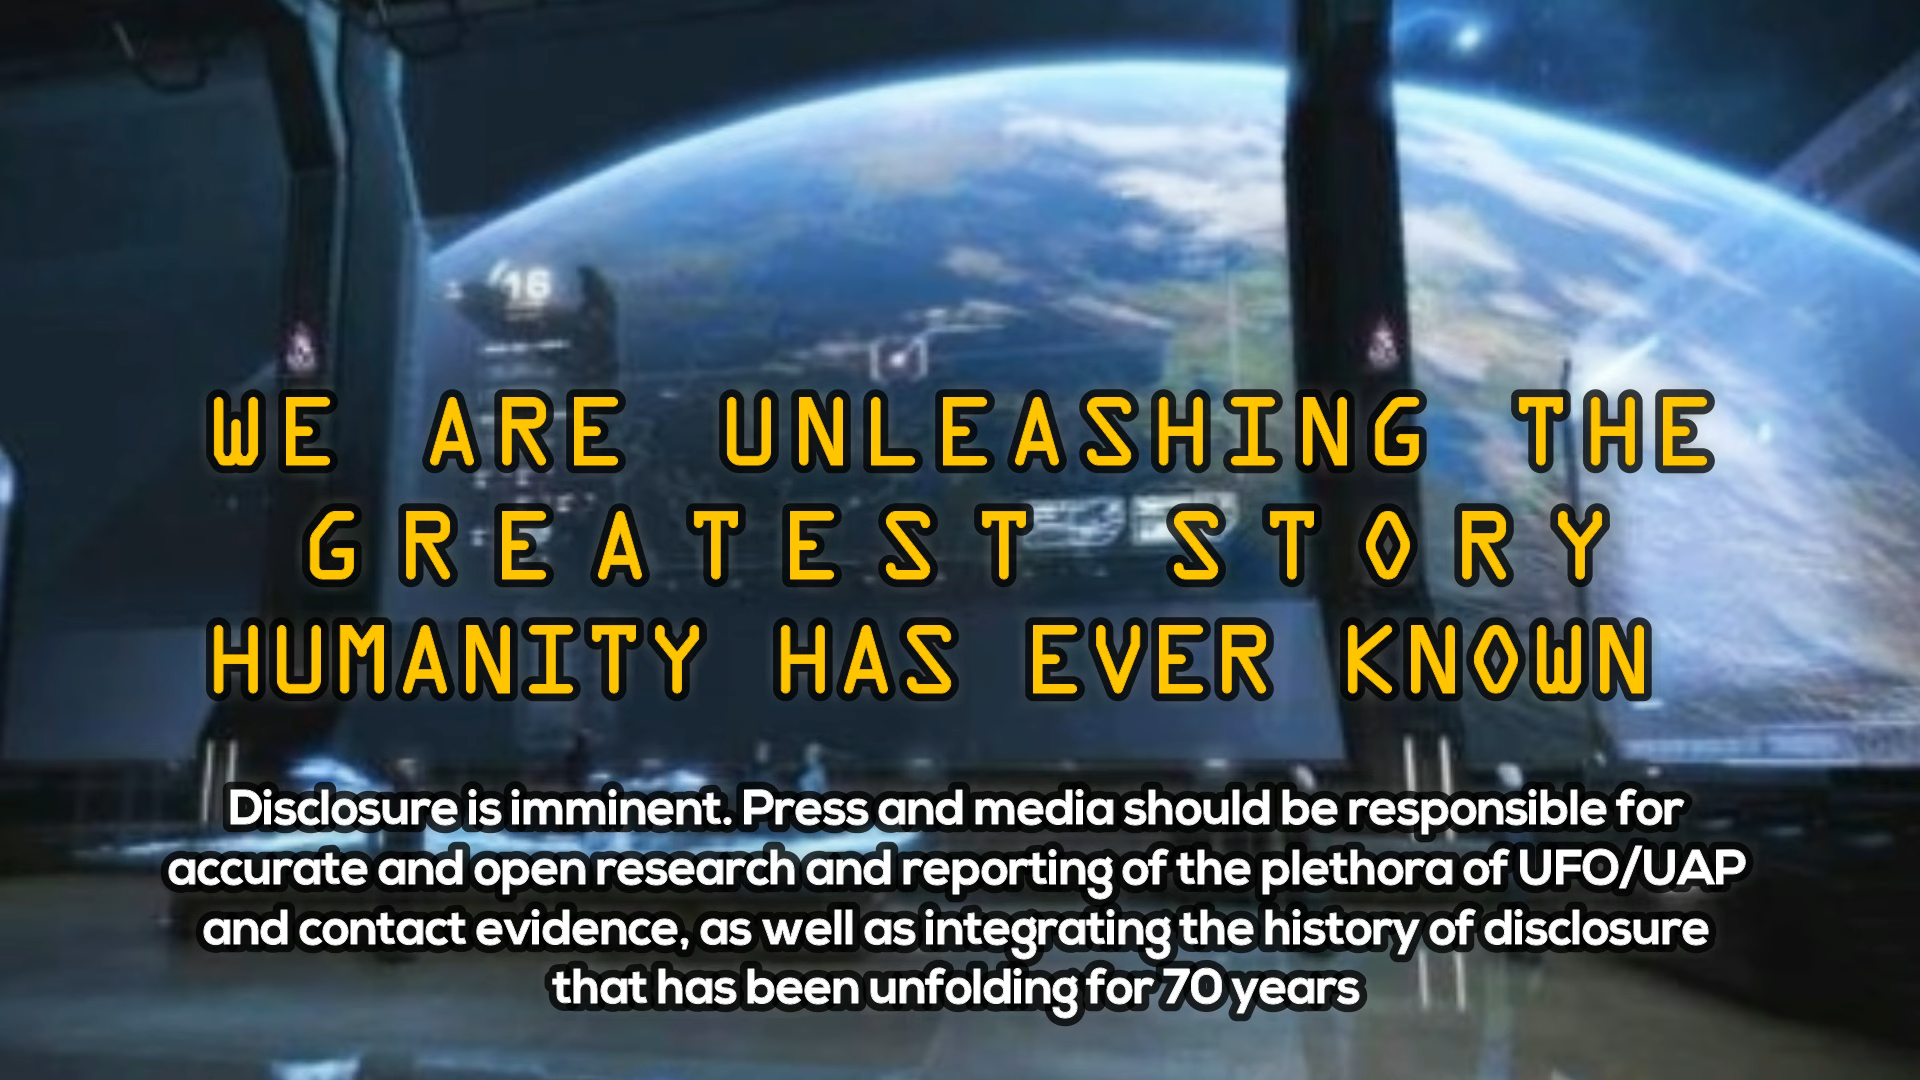 16
WE ARE UNLEASHING THE
GREATEST STORY
HUMANITY HAS EVER KNOWN
Disclosure is imminent. Press and media should be responsible for
accurate and open research and reporting of the plethora of UFO/UAP
and contact evidence, as well as integrating the history of disclosure
that has been unfolding for 70 years